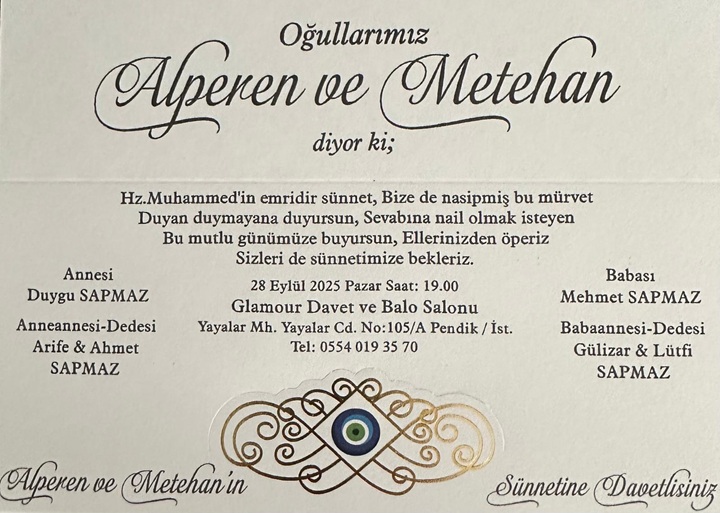 Oğullarımız
Alperen ve Metehan
diyor ki;
Hz.Muhammed'in emridir sünnet, Bize de nasipmiş bu mürvet
Duyan duymayana duyursun, Sevabına nail olmak isteyen
Bu mutlu günümüze buyursun, Ellerinizden öperiz
Sizleri de sünnetimize bekleriz.
Annesi
Duygu SAPMAZ
Anneannesi-Dedesi
Arife & Ahmet
SAPMAZ
28 Eylül 2025 Pazar Saat: 19.00
Glamour Davet ve Balo Salonu
Yayalar Mh. Yayalar Cd. No:105/A Pendik / İst.
Tel: 0554 019 35 70
Babası
Mehmet SAPMAZ
Babaannesi-Dedesi
Gülizar & Lütfi
SAPMAZ
Alperen ve Metehan'in
Sünnetine Davetlisiniz